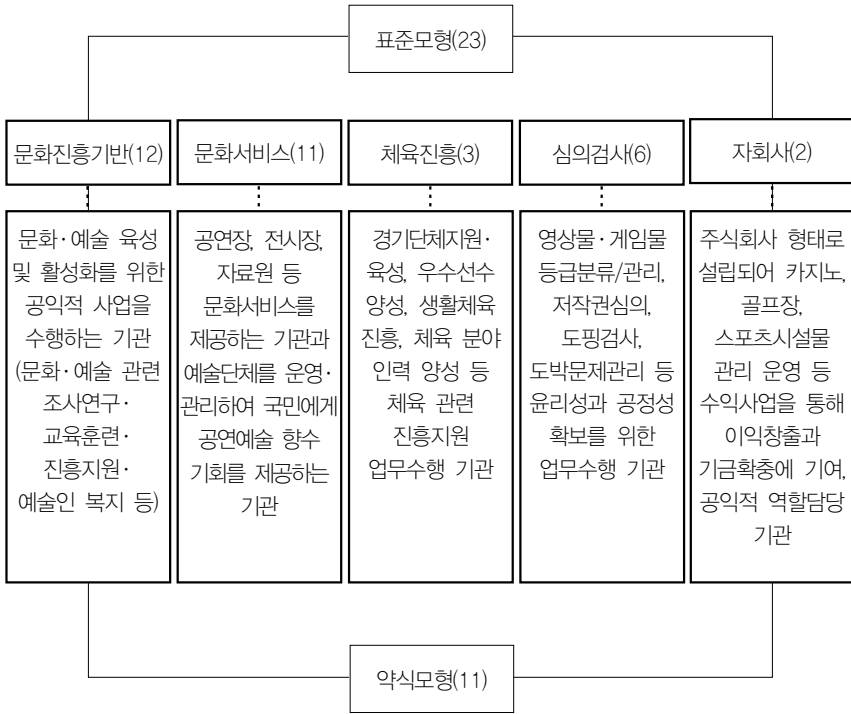 표준모형(23)
문화진흥기반(12)
문화·예술 육성
및 활성화를 위한
공익적 사업을
수행하는 기관
(문화·예술 관련
조사연구·
교육훈련·
진흥지원·
예술인 복지 등)
문화서비스(11)
공연장, 전시장,
자료원 등
문화서비스를
제공하는 기관과
예술단체를 운영·
관리하여 국민에게
공연예술 향수
기회를 제공하는
기관
체육진흥(3)
경기단체지원·
육성, 우수선수
양성, 생활체육
진흥, 체육 분야
인력 양성 등
체육 관련
진흥지원
업무수행 기관
심의검사(6)
영상물·게임물
등급분류/관리,
저작권심의,
도핑검사,
도박문제관리 등
윤리성과 공정성
확보를 위한
업무수행 기관
자회사(2)
주식회사 형태로
설립되어 카지노,
골프장,
스포츠시설물
관리 운영 등
수익사업을 통해
이익창출과
기금확충에 기여,
공익적 역할담당
기관
약식모형(11)